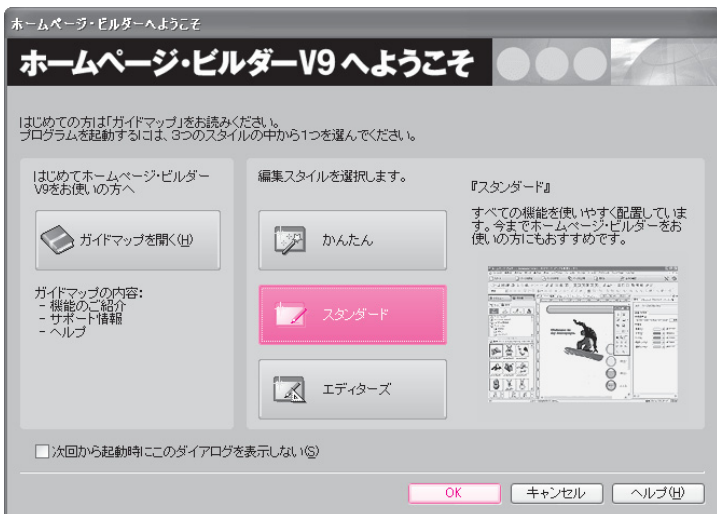 ホームページ・ビルダーへようこそ
ホームページ・ビルダーV9へようこそ
はじめての方は「ガイドマップ」をお読みください。
プログラムを起動するには、3つのスタイルの中から1つを選んでください。
はじめてホームページ・ビルダー
V9をお使いの方へ
ガイドマップを開く(H)
ガイドマップの内容:
- 機能のご紹介
- サポート情報
- ヘルプ
編集スタイルを選択します。
かんたん
スタンダード
エディターズ
『スタンダード』
すべての機能を使いやすく配置していま
す。今までホームページ・ビルダーをお
使いの方にもおすすめです。
次回から起動時にこのダイアログを表示しない(S)
OK
キャンセル
ヘルプ(H)